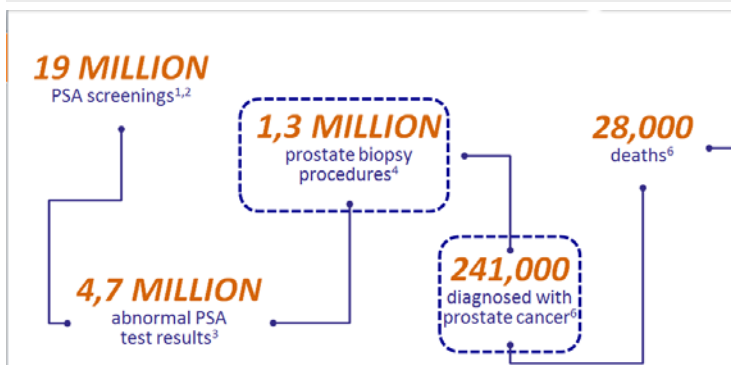 19 MILLION
PSA screenings¹,²
4,7 MILLION
abnormal PSA
test results³
1,3 MILLION
prostate biopsy
procedures⁴
241,000
diagnosed with
prostate cancer⁶
28,000
deaths⁶